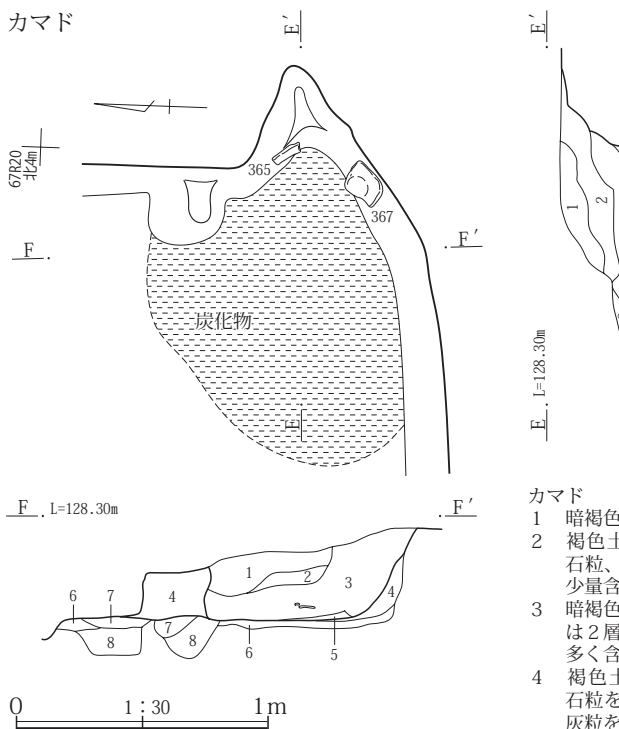 カマド
E′
E′
67R20
北4m
365
367
F
F′
炭化物
E
1
2
E L=128.30m
F L=128.30m
F′
1
2
3
4
4
6
7
8
7
8
6
5
0 1:30 1m
カマド
1 暗褐色
2 褐色土
石粒、
少量含
3 暗褐色
は2層
多く含
4 褐色土
石粒を
灰粒を